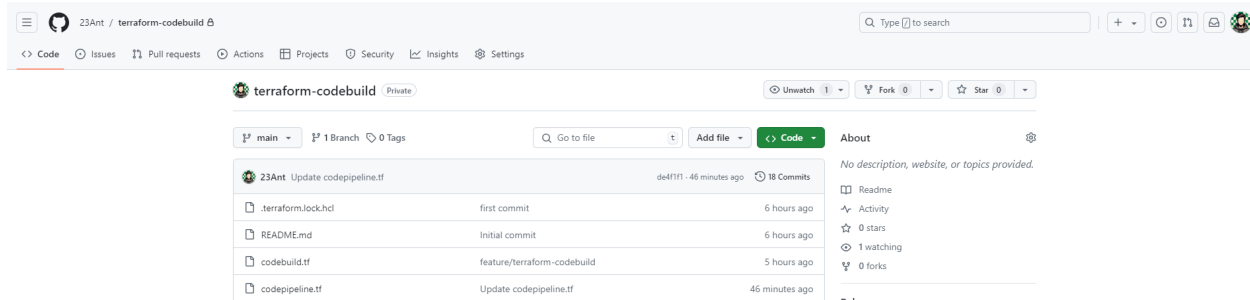 23Ant / terraform-codebuild
Type / to search
Code Issues Pull requests Actions Projects Security Insights Settings
terraform-codebuild Private
Unwatch 1 Fork 0 Star 0
main 1 Branch 0 Tags Go to file t Add file Code
About
No description, website, or topics provided.
23Ant Update codepipeline.tf de4f1f1 · 46 minutes ago 18 Commits
Readme
.terraform.lock.hcl first commit 6 hours ago
Activity
0 stars
README.md Initial commit 6 hours ago
1 watching
codebuild.tf feature/terraform-codebuild 5 hours ago
0 forks
codepipeline.tf Update codepipeline.tf 46 minutes ago